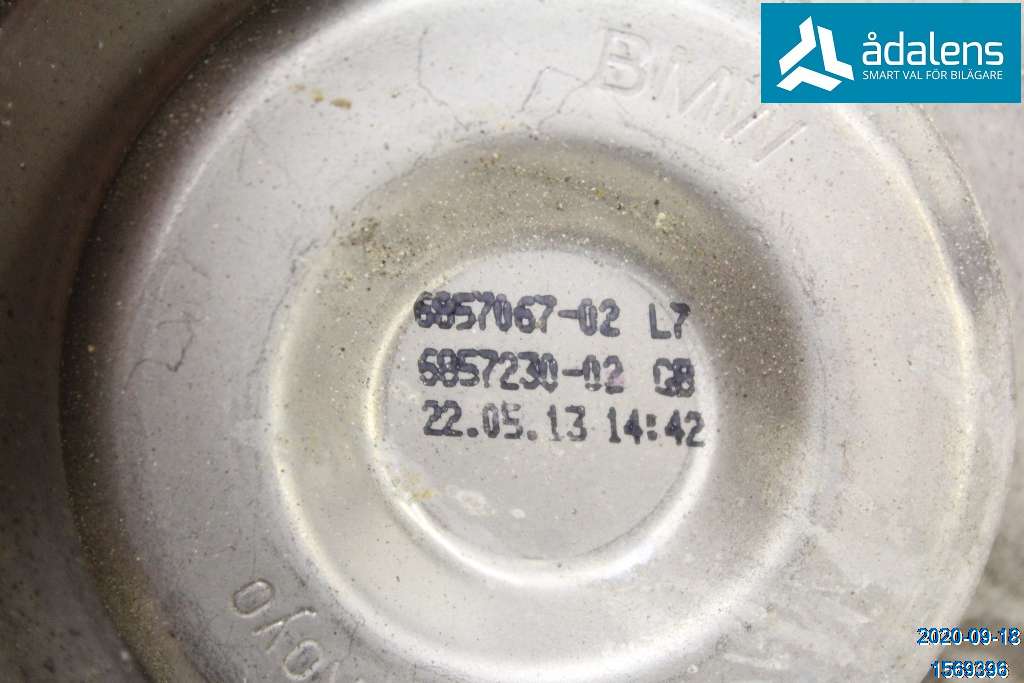 ådalens
SMART VAL FÖR BILÄGARE
BMW
6857067-02 L7
6857230-02 GB
22.05.13 14:42
2020-09-18
1569396